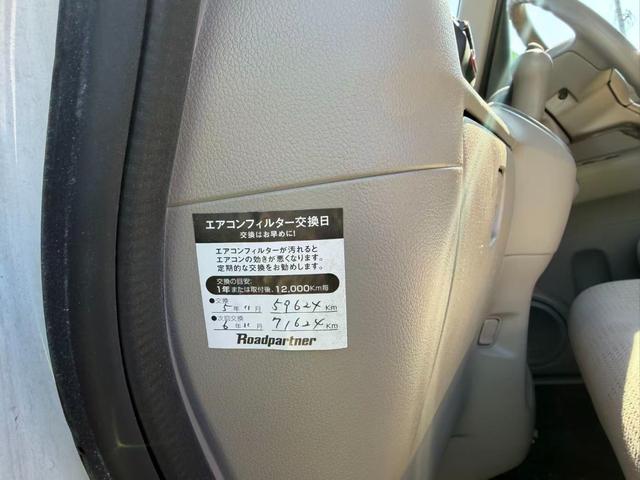 エアコンフィルター交換日
交換はお早めに!
エアコンフィルターが汚れると
エアコンの効きが悪くなります。
定期的な交換をお勧めします。
交換の目安:
1年または取付後、12,000Km毎
●交換
5年11月 59624Km
●次回交換
6年11月 71624Km
Roadpartner